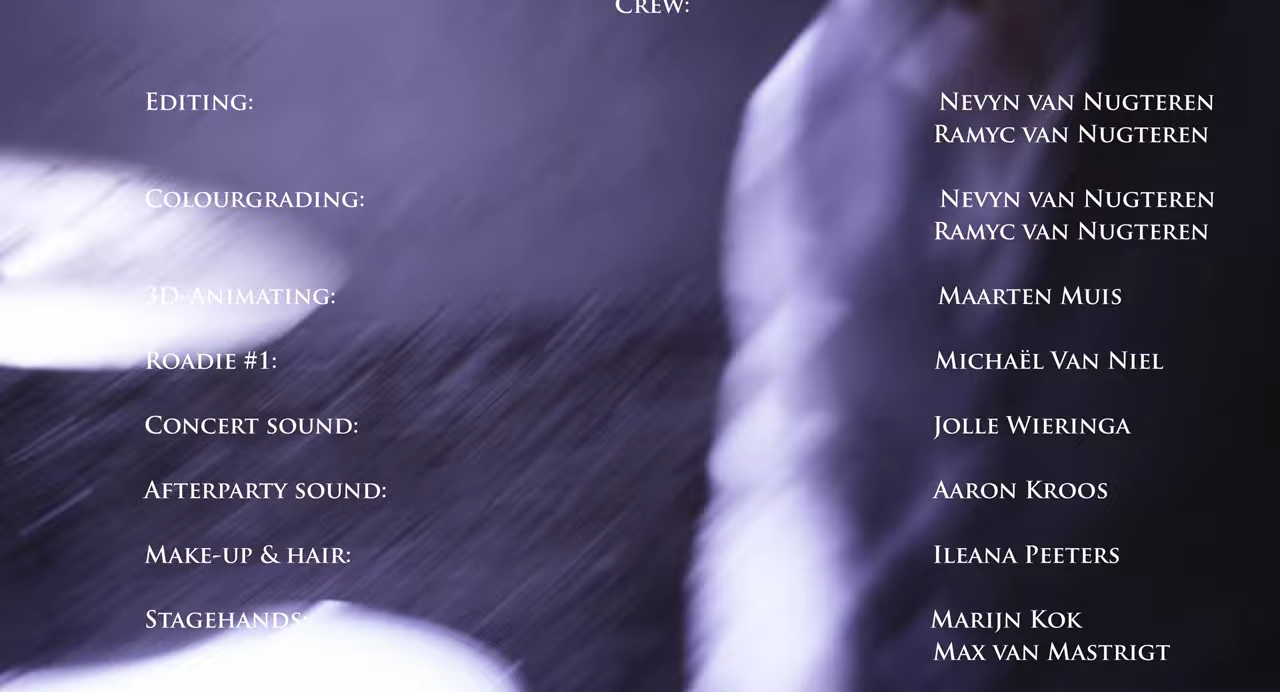 Crew:
Editing: Nevyn van Nugteren
Ramyc van Nugteren
Colourgrading: Nevyn van Nugteren
Ramyc van Nugteren
3D-animating: Maarten Muis
Roadie #1: Michaël Van Niel
Concert sound: Jolle Wieringa
Afterparty sound: Aaron Kroos
Make-up & hair: Ileana Peeters
Stagehands: Marijn Kok
Max van Mastrigt